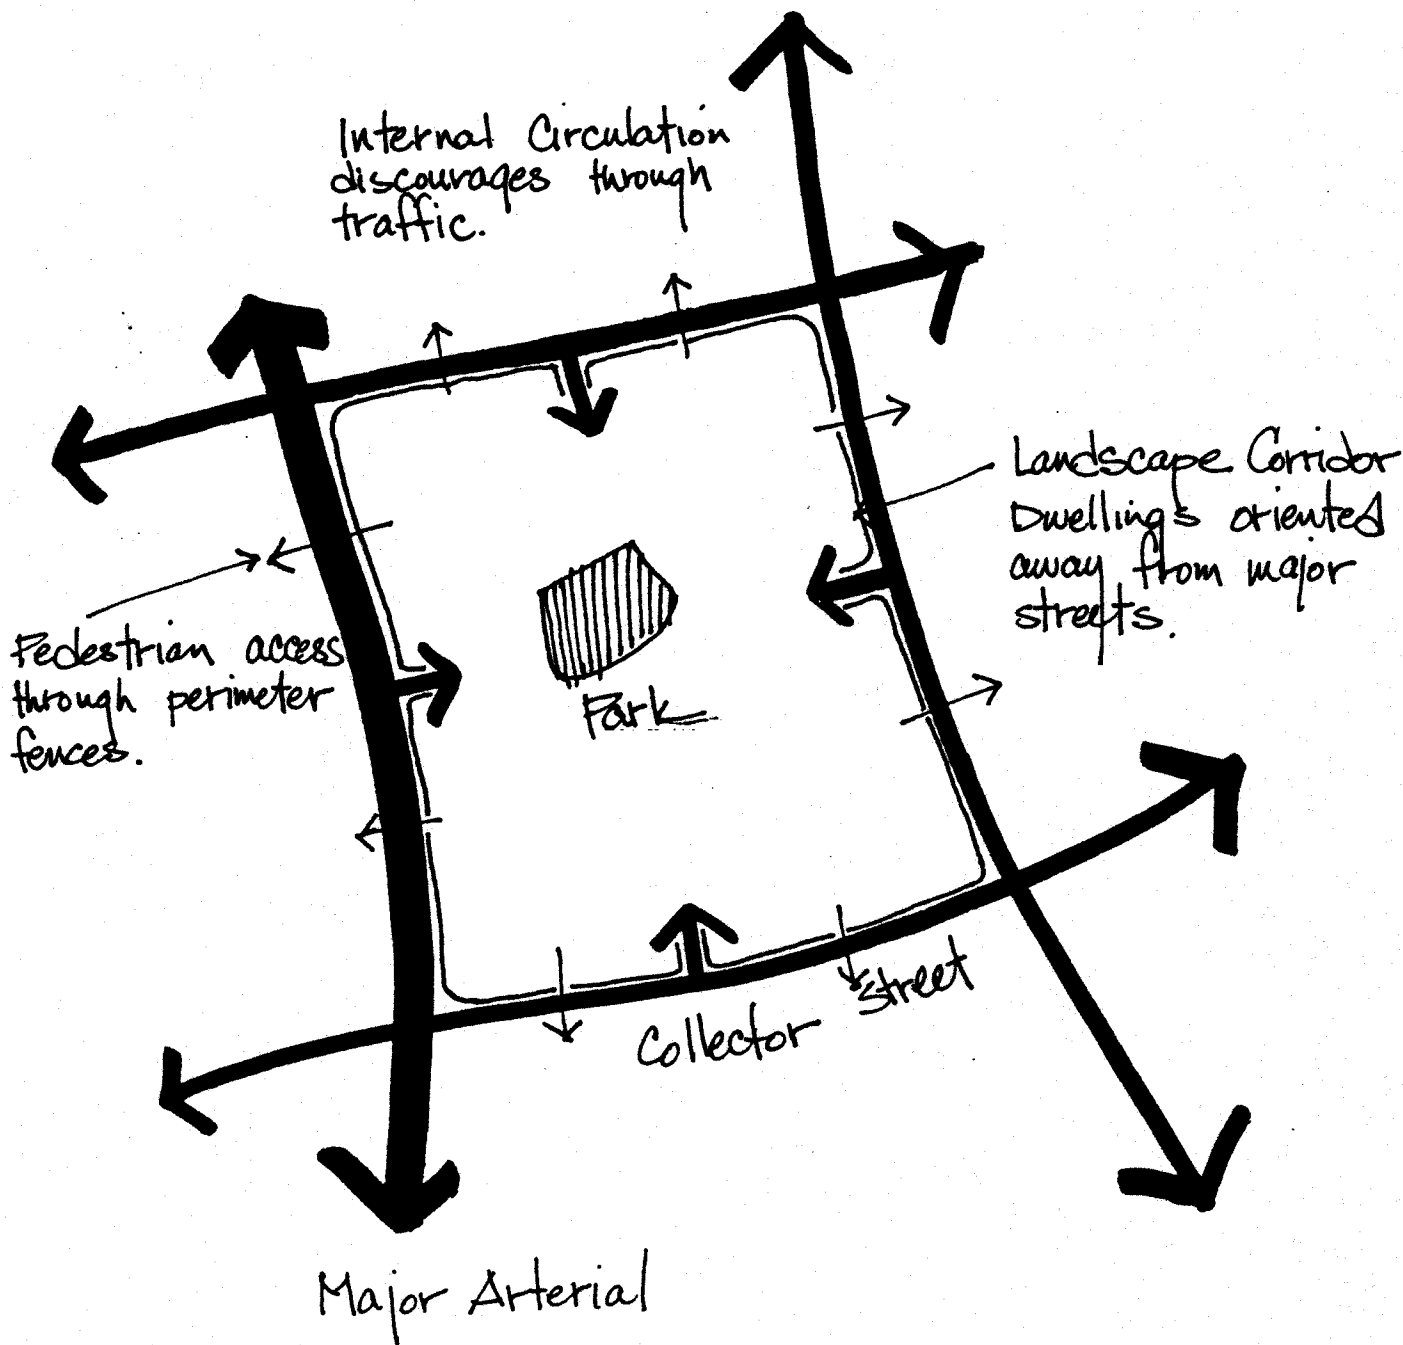 Internal Circulation
discourages through
traffic.
Landscape Corridor
Dwellings oriented
away from major
streets.
Pedestrian access
through perimeter
fences.
Park
Collector Street
Major Arterial